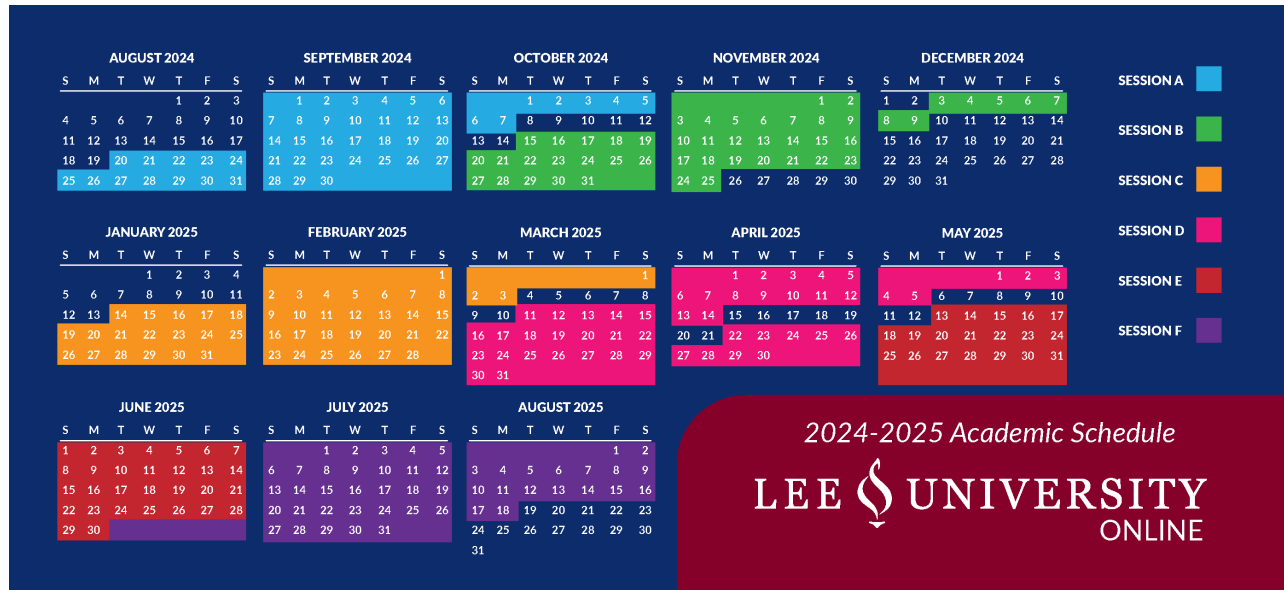 AUGUST 2024
S M T W T F S
1 2 3
4 5 6 7 8 9 10
11 12 13 14 15 16 17
18 19 20 21 22 23 24
25 26 27 28 29 30 31
SEPTEMBER 2024
S M T W T F S
1 2 3 4 5 6
7 8 9 10 11 12 13
14 15 16 17 18 19 20
21 22 23 24 25 26 27
28 29 30
OCTOBER 2024
S M T W T F S
1 2 3 4 5
6 7 8 9 10 11 12
13 14 15 16 17 18 19
20 21 22 23 24 25 26
27 28 29 30 31
NOVEMBER 2024
S M T W T F S
1 2
3 4 5 6 7 8 9
10 11 12 13 14 15 16
17 18 19 20 21 22 23
24 25 26 27 28 29 30
DECEMBER 2024
S M T W T F S
1 2 3 4 5 6 7
8 9 10 11 12 13 14
15 16 17 18 19 20 21
22 23 24 25 26 27 28
29 30 31
SESSION A
SESSION B
SESSION C
SESSION D
SESSION E
SESSION F
JANUARY 2025
S M T W T F S
1 2 3 4
5 6 7 8 9 10 11
12 13 14 15 16 17 18
19 20 21 22 23 24 25
26 27 28 29 30 31
FEBRUARY 2025
S M T W T F S
1
2 3 4 5 6 7 8
9 10 11 12 13 14 15
16 17 18 19 20 21 22
23 24 25 26 27 28
MARCH 2025
S M T W T F S
1
2 3 4 5 6 7 8
9 10 11 12 13 14 15
16 17 18 19 20 21 22
23 24 25 26 27 28 29
30 31
APRIL 2025
S M T W T F S
1 2 3 4 5
6 7 8 9 10 11 12
13 14 15 16 17 18 19
20 21 22 23 24 25 26
27 28 29 30
MAY 2025
S M T W T F S
1 2 3
4 5 6 7 8 9 10
11 12 13 14 15 16 17
18 19 20 21 22 23 24
25 26 27 28 29 30 31
JUNE 2025
S M T W T F S
1 2 3 4 5 6 7
8 9 10 11 12 13 14
15 16 17 18 19 20 21
22 23 24 25 26 27 28
29 30
JULY 2025
S M T W T F S
1 2 3 4 5
6 7 8 9 10 11 12
13 14 15 16 17 18 19
20 21 22 23 24 25 26
27 28 29 30 31
AUGUST 2025
S M T W T F S
1 2
3 4 5 6 7 8 9
10 11 12 13 14 15 16
17 18 19 20 21 22 23
24 25 26 27 28 29 30
31
2024-2025 Academic Schedule
LEE UNIVERSITY
ONLINE